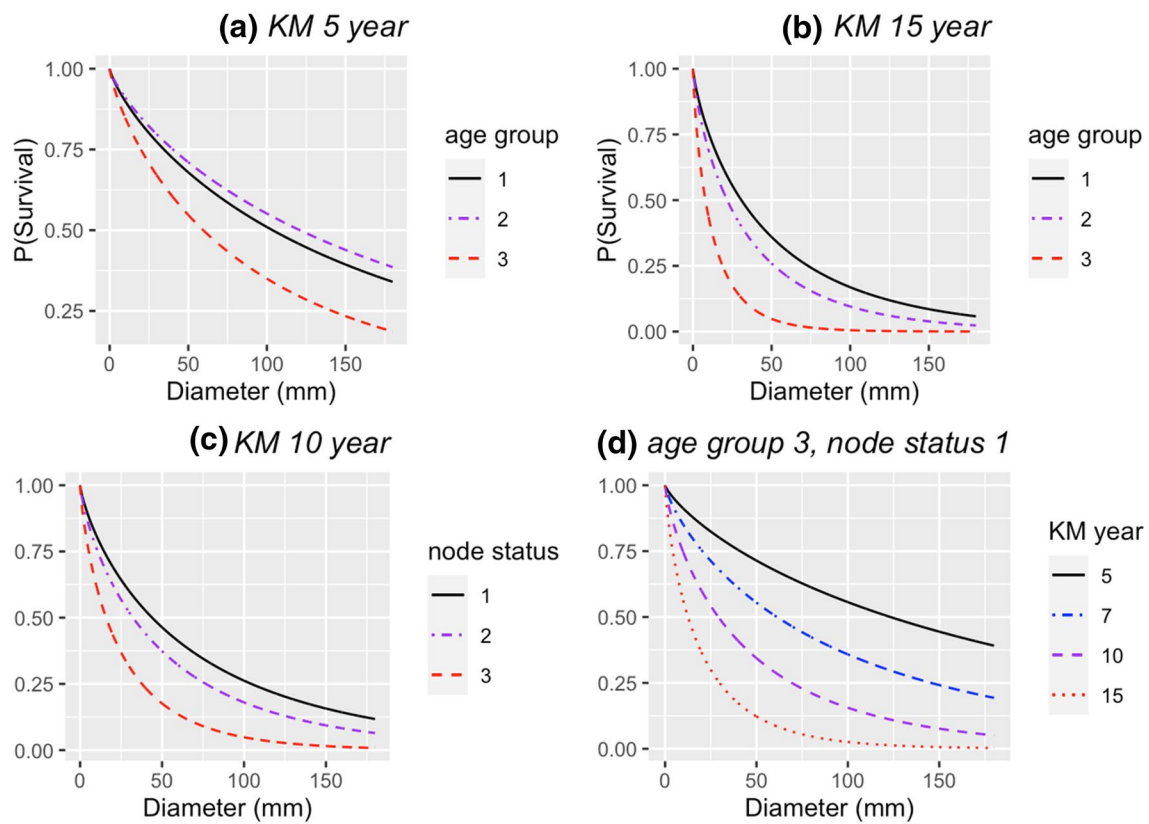 (a) KM 5 year
1.00
0.75
0.50
0.25
P(Survival)
0 50 100 150
Diameter (mm)
age group
1
2
3
(b) KM 15 year
1.00
0.75
0.50
0.25
0.00
P(Survival)
0 50 100 150
Diameter (mm)
age group
1
2
3
(c) KM 10 year
1.00
0.75
0.50
0.25
0.00
0 50 100 150
Diameter (mm)
node status
1
2
3
(d) age group 3, node status 1
1.00
0.75
0.50
0.25
0.00
0 50 100 150
Diameter (mm)
KM year
5
7
10
15